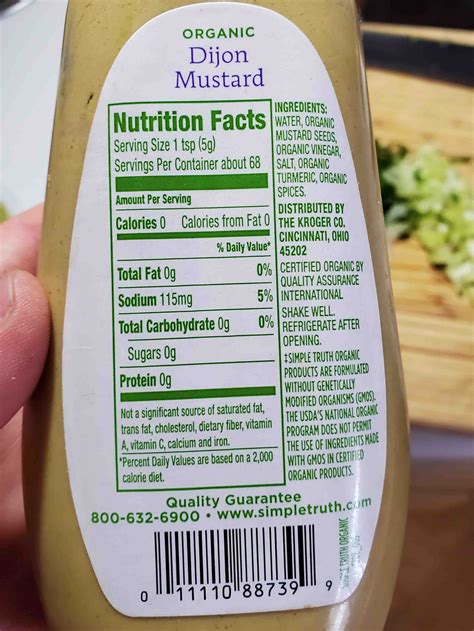 ORGANIC
Dijon
Mustard
Nutrition Facts
Serving Size 1 tsp (5g)
Servings Per Container about 68
Amount Per Serving
Calories 0 Calories from Fat 0
% Daily Value*
Total Fat 0g 0%
Sodium 115mg 5%
Total Carbohydrate 0g 0%
Sugars 0g
Protein 0g
Not a significant source of saturated fat,
trans fat, cholesterol, dietary fiber, vitamin
A, vitamin C, calcium and iron.
*Percent Daily Values are based on a 2,000
calorie diet.
INGREDIENTS:
WATER, ORGANIC
MUSTARD SEEDS,
ORGANIC VINEGAR,
SALT, ORGANIC
TURMERIC, ORGANIC
SPICES.
DISTRIBUTED BY
THE KROGER CO.
CINCINNATI, OHIO
45202
CERTIFIED ORGANIC BY
QUALITY ASSURANCE
INTERNATIONAL
SHAKE WELL.
REFRIGERATE AFTER
OPENING.
‡SIMPLE TRUTH ORGANIC
PRODUCTS ARE FORMULATED
WITHOUT GENETICALLY
MODIFIED ORGANISMS (GMOS).
THE USDA'S NATIONAL ORGANIC
PROGRAM DOES NOT PERMIT
THE USE OF INGREDIENTS MADE
WITH GMOS IN CERTIFIED
ORGANIC PRODUCTS.
Quality Guarantee
800-632-6900 • www.simpletruth.com
0 11110 88739 9
SIMPLE TRUTH ORGANIC